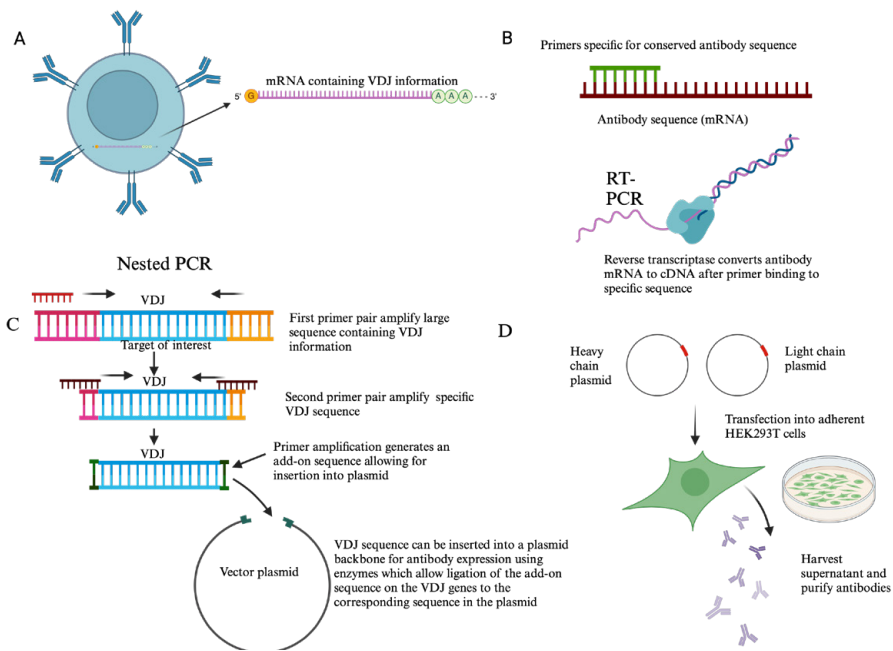 A
mRNA containing VDJ information
5' G A A A 3'
B
Primers specific for conserved antibody sequence
Antibody sequence (mRNA)
RT-
PCR
Reverse transcriptase converts antibody
mRNA to cDNA after primer binding to
specific sequence
Nested PCR
C
VDJ
First primer pair amplify large
sequence containing VDJ
information
Target of interest
VDJ
Second primer pair amplify specific
VDJ sequence
VDJ
Primer amplification generates an
add-on sequence allowing for
insertion into plasmid
Vector plasmid
VDJ sequence can be inserted into a plasmid
backbone for antibody expression using
enzymes which allow ligation of the add-on
sequence on the VDJ genes to the
corresponding sequence in the plasmid
D
Heavy
chain
plasmid
Light chain
plasmid
Transfection into adherent
HEK293T cells
Harvest
supernatant and
purify antibodies